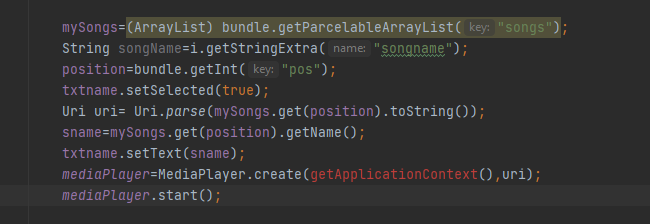 mySongs=(ArrayList) bundle.getParcelableArrayList( key: "songs");
String songName=i.getStringExtra( name: "songname");
position=bundle.getInt( key: "pos");
txtname.setSelected(true);
Uri uri= Uri.parse(mySongs.get(position).toString());
sname=mySongs.get(position).getName();
txtname.setText(sname);
mediaPlayer=MediaPlayer.create(getApplicationContext(),uri);
mediaPlayer.start();